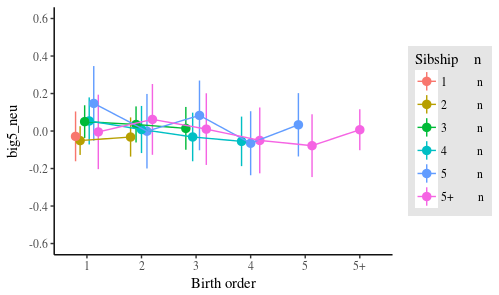 0.6
0.4
0.2
0.0
-0.2
-0.4
-0.6
big5_neu
1 2 3 4 5 5+
Birth order
Sibship n
1 n
2 n
3 n
4 n
5 n
5+ n